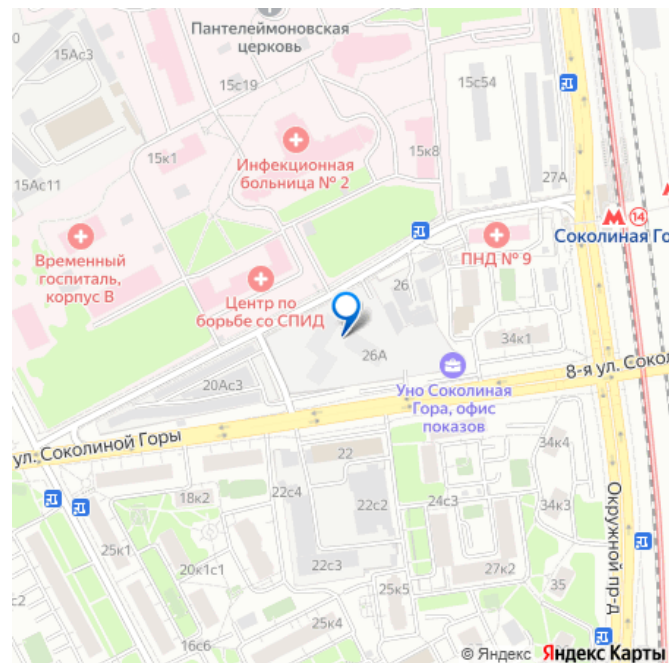 Пантелеймоновская
церковь
15Ас3
15с19
15с54
15к1
Инфекционная
больница № 2
15к8
15Ас11
27А
14
Соколиная Го
Временный
госпиталь,
корпус В
ПНД № 9
Центр по
борьбе со СПИД
26
34к1
26А
20Ас3
8-я ул. Сокол
Уно Соколиная
Гора, офис
показов
ул. Соколиной Горы
22
34к4
18к2
22с4
22с2
24с3
34к3
Окружной пр-д
25к1
20к1с1
22с3
27к2
35
с2
25к5
25к4
16с6
© Яндекс Яндекс Карты